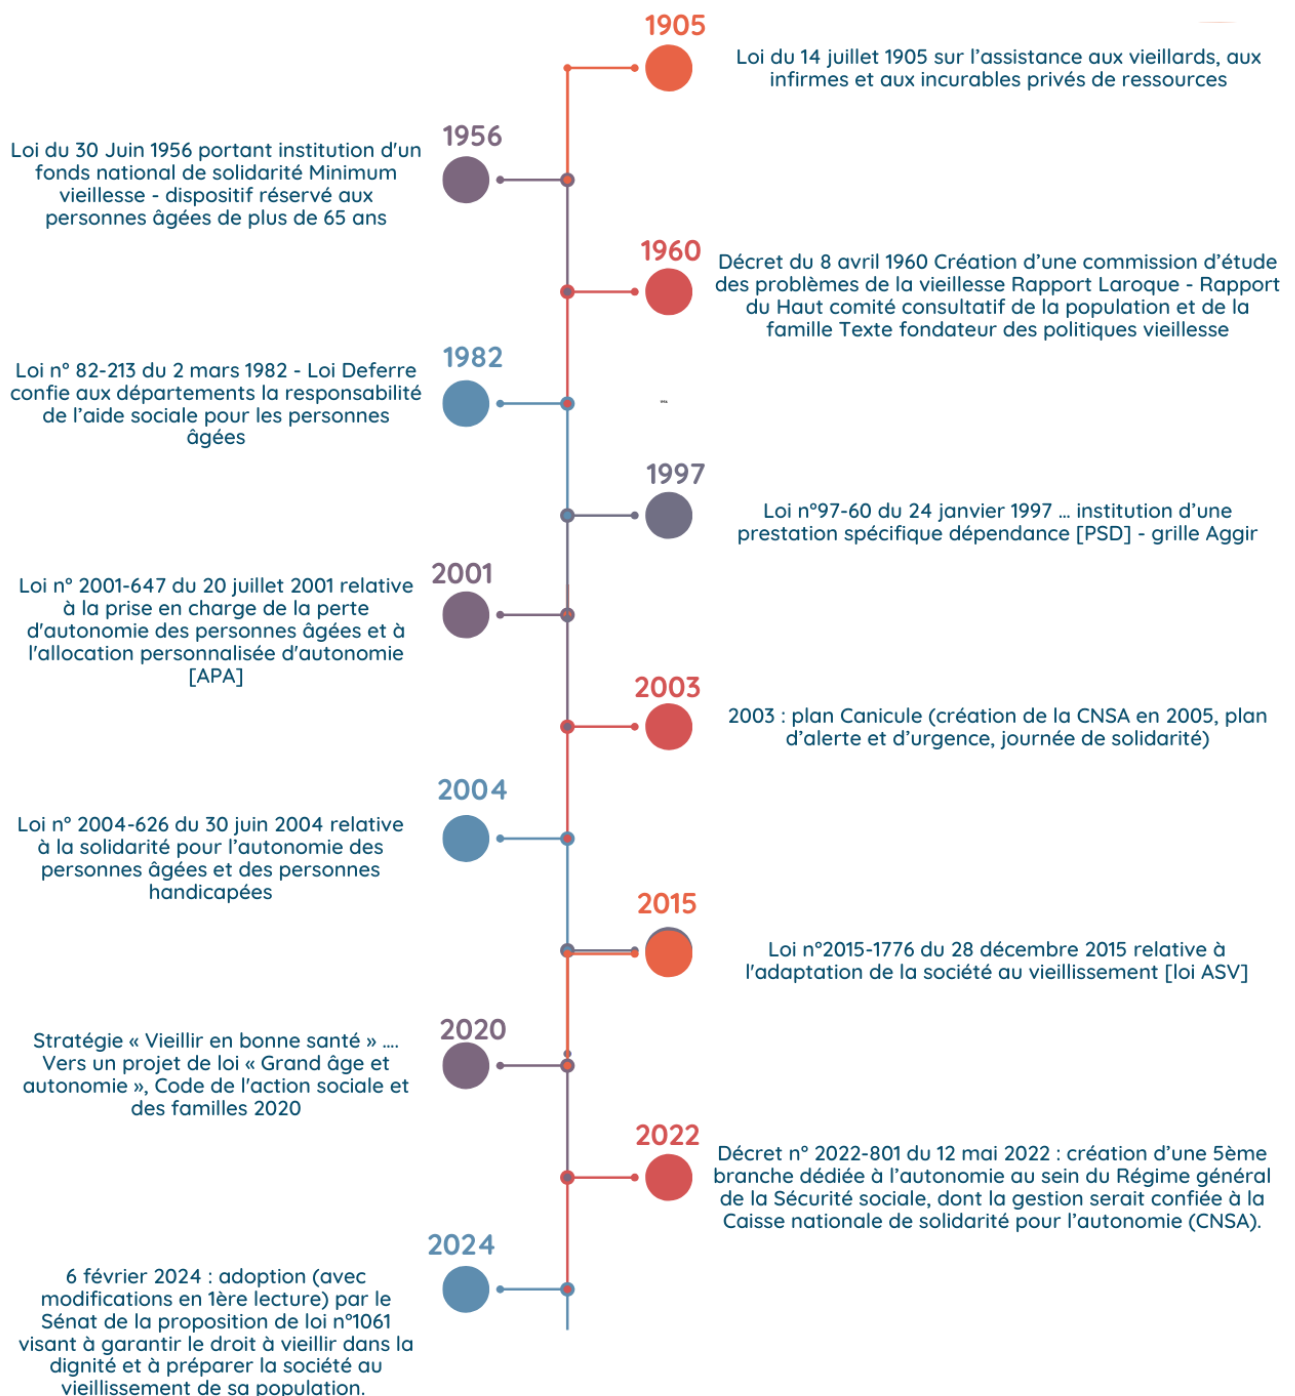 1905
Loi du 14 juillet 1905 sur l’assistance aux vieillards, aux
infirmes et aux incurables privés de ressources
1956
Loi du 30 Juin 1956 portant institution d'un
fonds national de solidarité Minimum
vieillesse - dispositif réservé aux
personnes âgées de plus de 65 ans
1960
Décret du 8 avril 1960 Création d’une commission d’étude
des problèmes de la vieillesse Rapport Laroque - Rapport
du Haut comité consultatif de la population et de la
famille Texte fondateur des politiques vieillesse
1982
Loi n° 82-213 du 2 mars 1982 - Loi Deferre
confie aux départements la responsabilité
de l’aide sociale pour les personnes
âgées
1997
Loi n°97-60 du 24 janvier 1997 ... institution d’une
prestation spécifique dépendance [PSD] - grille Aggir
2001
Loi n° 2001-647 du 20 juillet 2001 relative
à la prise en charge de la perte
d'autonomie des personnes âgées et à
l'allocation personnalisée d'autonomie
[APA]
2003
2003 : plan Canicule (création de la CNSA en 2005, plan
d’alerte et d’urgence, journée de solidarité)
2004
Loi n° 2004-626 du 30 juin 2004 relative
à la solidarité pour l’autonomie des
personnes âgées et des personnes
handicapées
2015
Loi n°2015-1776 du 28 décembre 2015 relative à
l'adaptation de la société au vieillissement [loi ASV]
2020
Stratégie « Vieillir en bonne santé » ....
Vers un projet de loi « Grand âge et
autonomie », Code de l'action sociale et
des familles 2020
2022
Décret n° 2022-801 du 12 mai 2022 : création d’une 5ème
branche dédiée à l’autonomie au sein du Régime général
de la Sécurité sociale, dont la gestion serait confiée à la
Caisse nationale de solidarité pour l’autonomie (CNSA).
2024
6 février 2024 : adoption (avec
modifications en 1ère lecture) par le
Sénat de la proposition de loi n°1061
visant à garantir le droit à vieillir dans la
dignité et à préparer la société au
vieillissement de sa population.